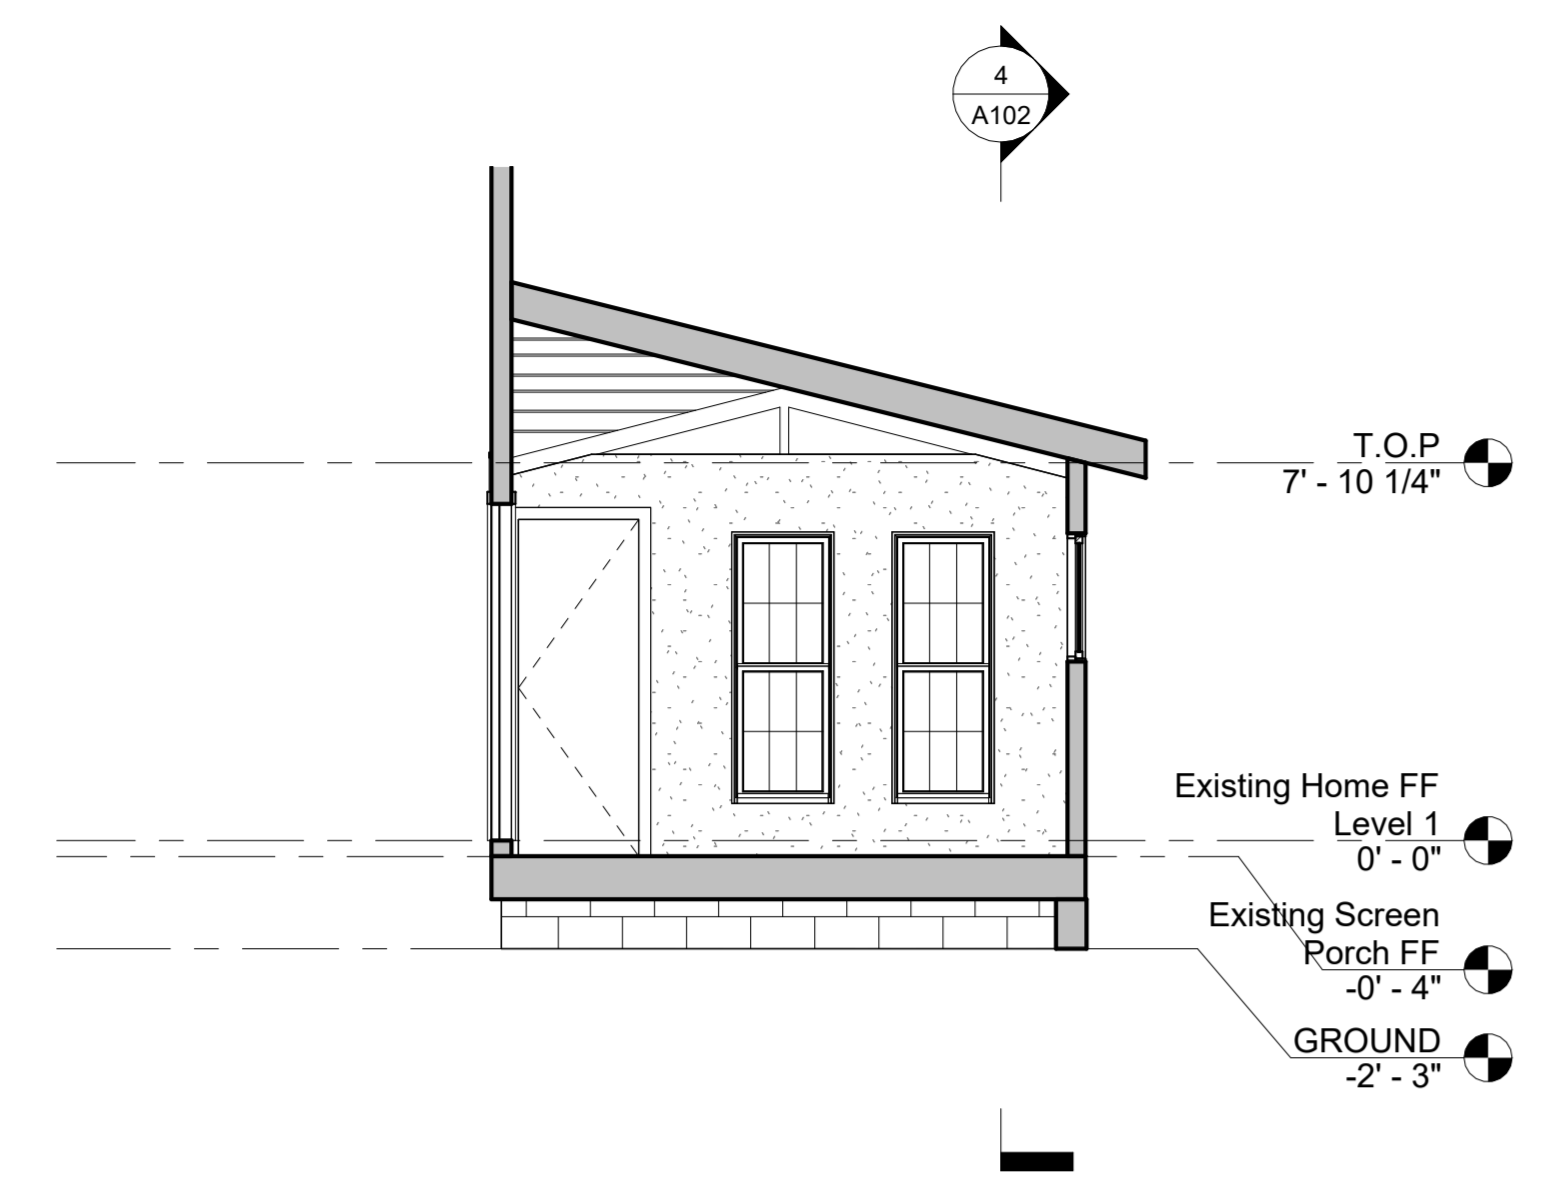 4
A102
T.O.P
7' - 10 1/4"
Existing Home FF
Level 1
0' - 0"
Existing Screen
Porch FF
-0' - 4"
GROUND
-2' - 3"